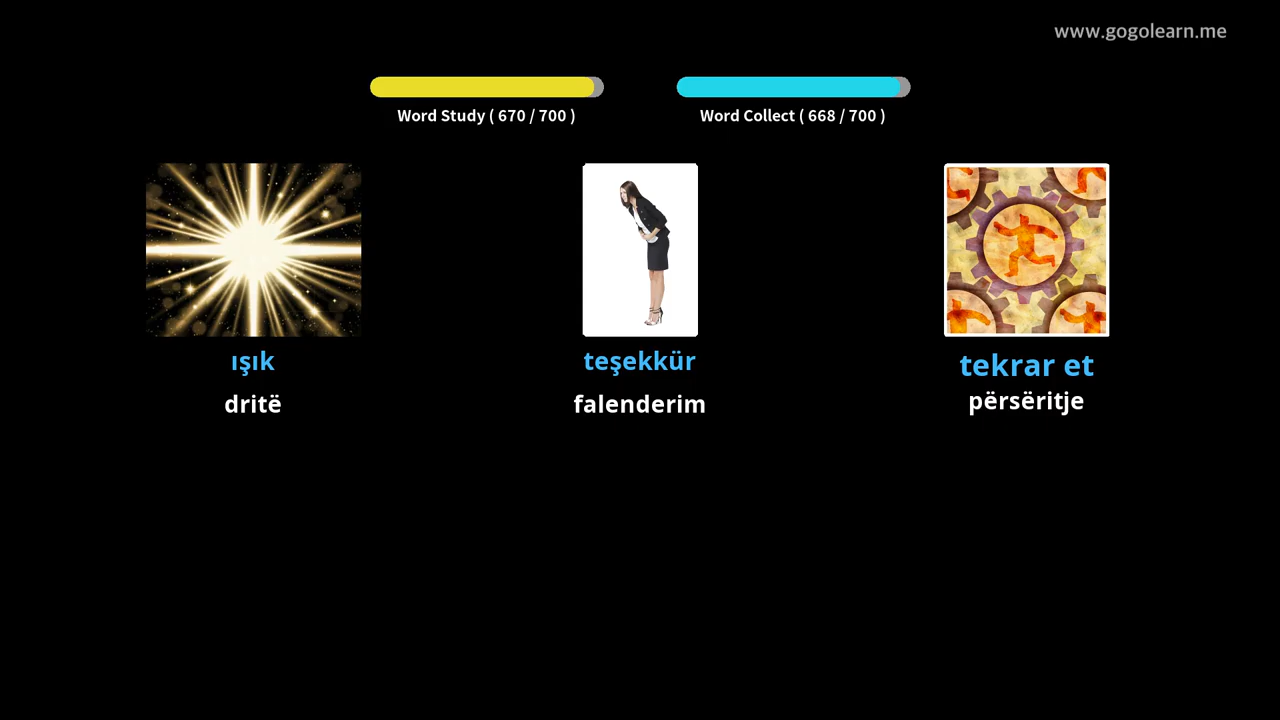 www.gogolearn.me
Word Study ( 670 / 700 )
Word Collect ( 668 / 700 )
ışık
teşekkür
tekrar et
dritë
falenderim
përsëritje